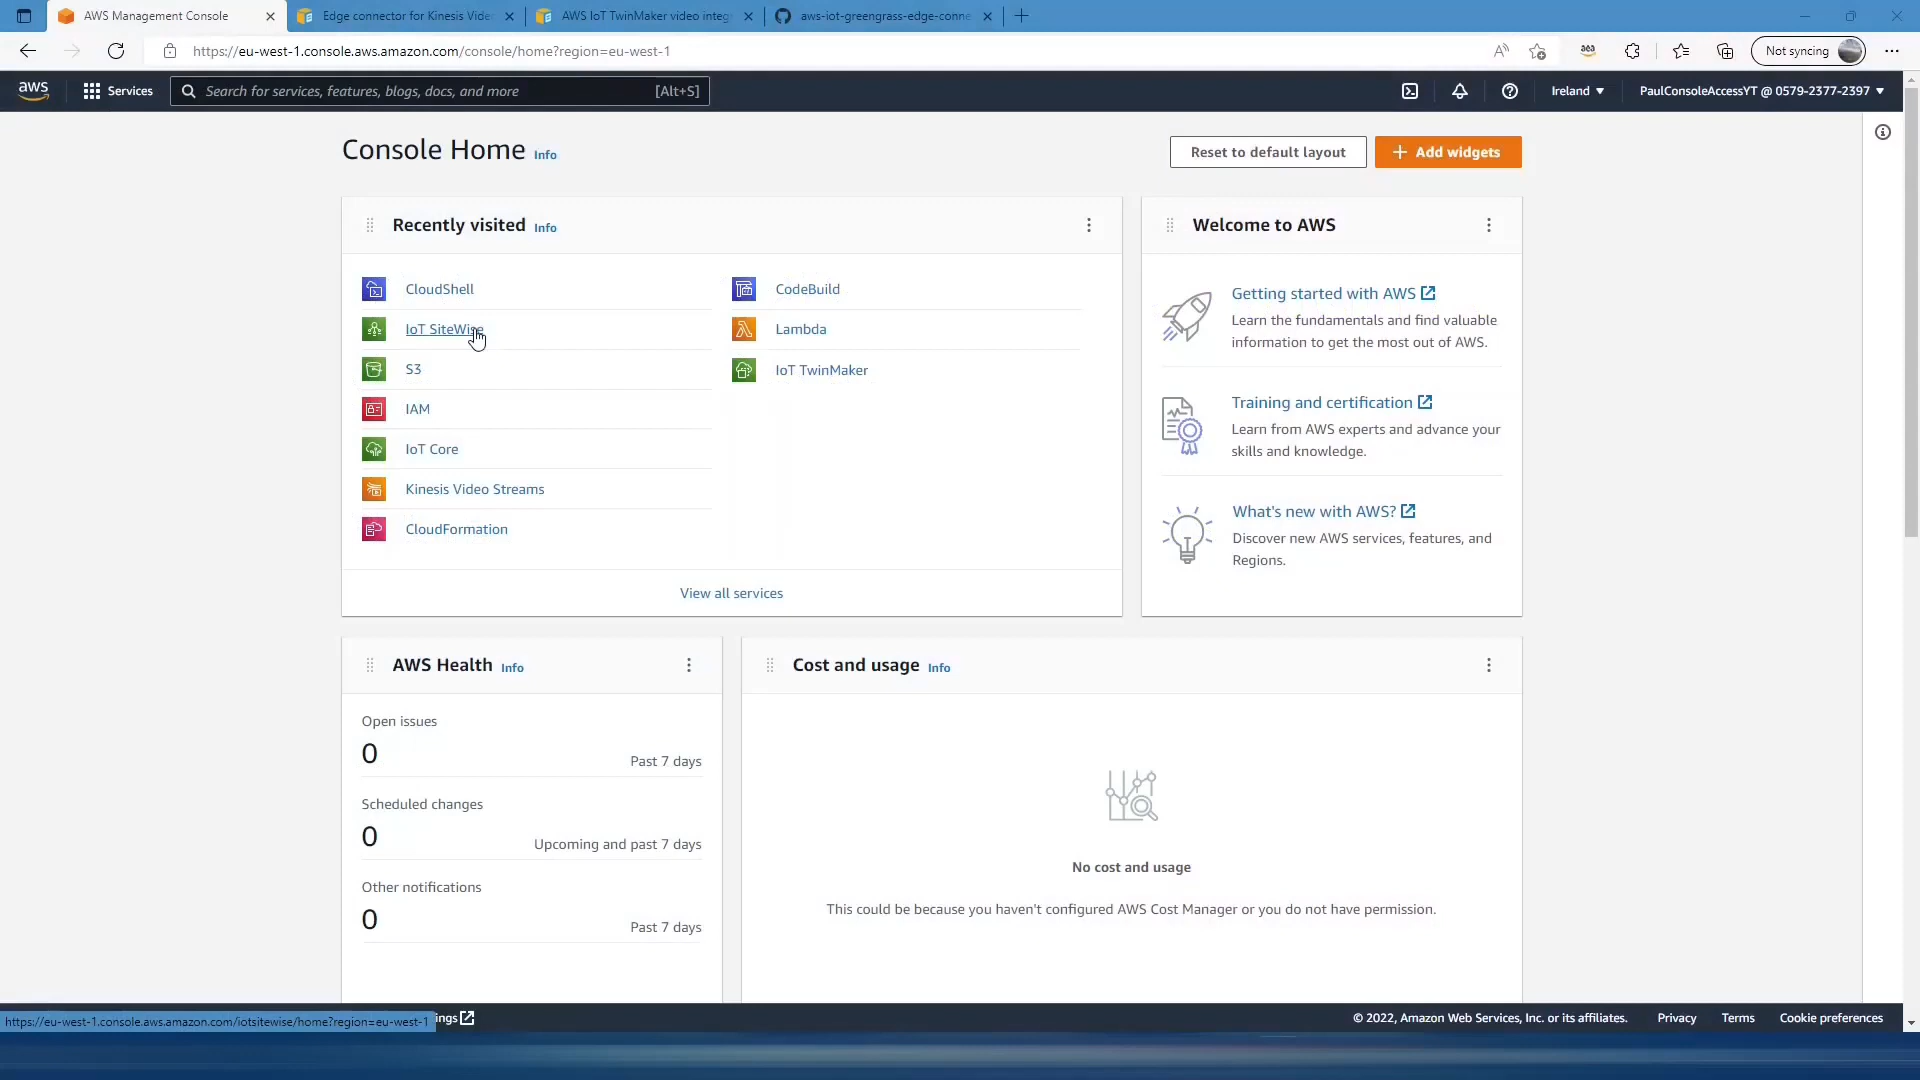 AWS Management Console
Edge connector for Kinesis Vide
AWS IoT TwinMaker video integ
aws-iot-greengrass-edge-conne
https://eu-west-1.console.aws.amazon.com/console/home?region=eu-west-1
Not syncing
aws
Services
Search for services, features, blogs, docs, and more
[Alt+S]
Ireland
PaulConsoleAccessYT @ 0579-2377-2397
Console Home Info
Reset to default layout
Add widgets
Recently visited Info
CloudShell
IoT SiteWise
S3
IAM
IoT Core
Kinesis Video Streams
CloudFormation
CodeBuild
Lambda
IoT TwinMaker
View all services
Welcome to AWS
Getting started with AWS
Learn the fundamentals and find valuable
information to get the most out of AWS.
Training and certification
Learn from AWS experts and advance your
skills and knowledge.
What's new with AWS?
Discover new AWS services, features, and
Regions.
AWS Health Info
Open issues
0
Past 7 days
Scheduled changes
0
Upcoming and past 7 days
Other notifications
0
Past 7 days
Cost and usage Info
No cost and usage
This could be because you haven't configured AWS Cost Manager or you do not have permission.
https://eu-west-1.console.aws.amazon.com/iotsitewise/home?region=eu-west-1
ings
© 2022, Amazon Web Services, Inc. or its affiliates.
Privacy
Terms
Cookie preferences